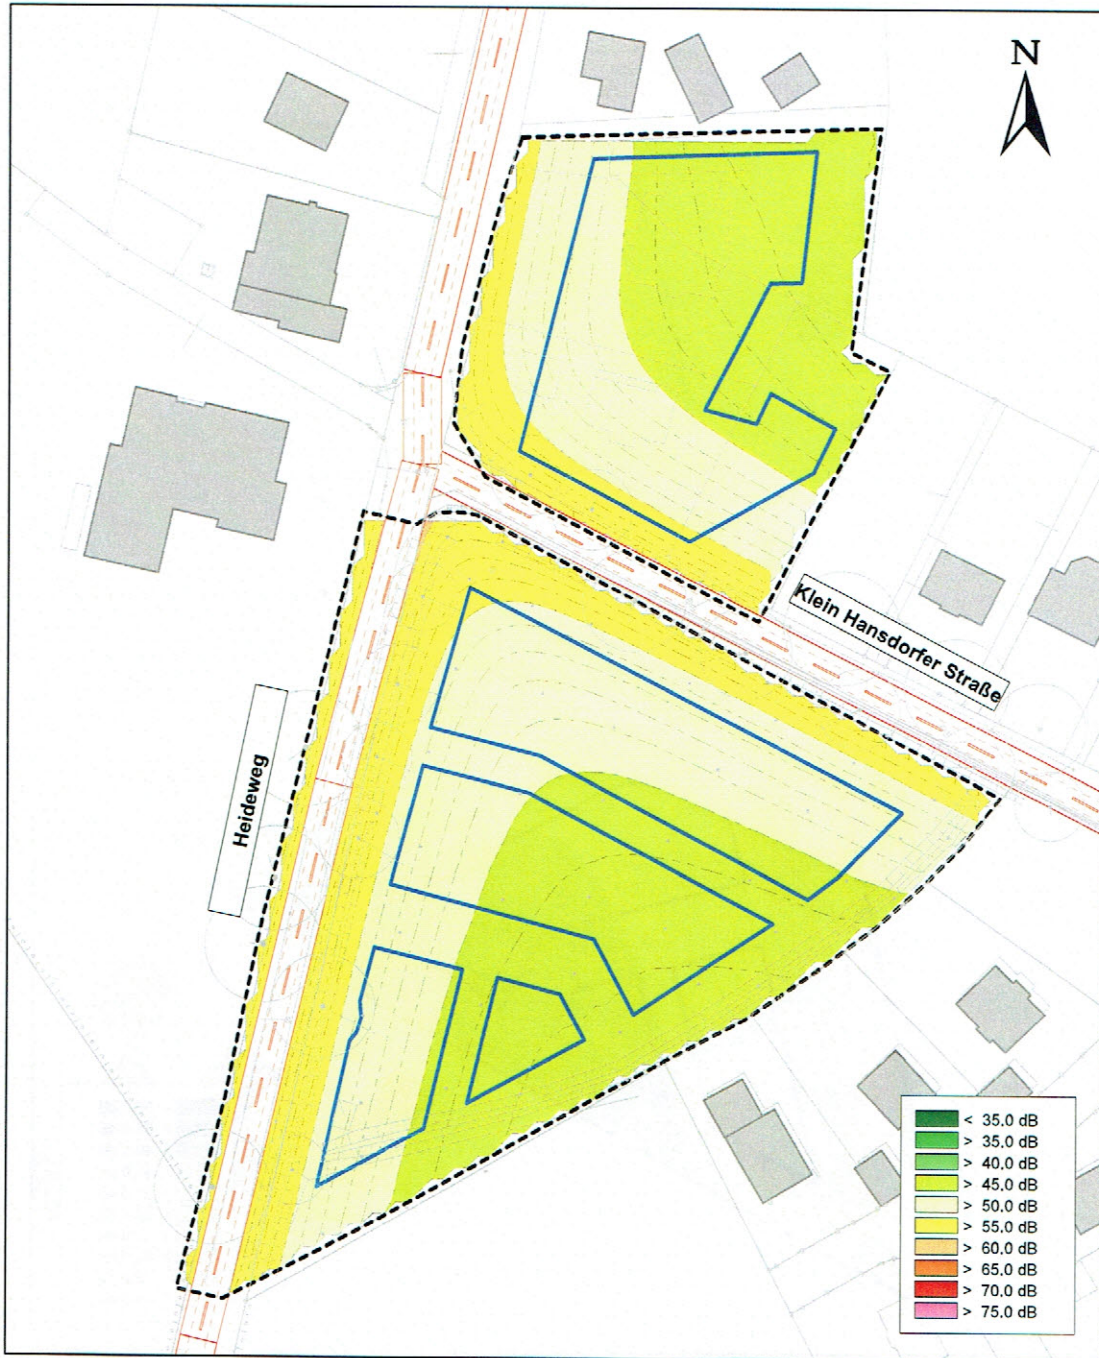 N
Klein Hansdorfer Straße
Heideweg
< 35.0 dB
> 35.0 dB
> 40.0 dB
> 45.0 dB
> 50.0 dB
> 55.0 dB
> 60.0 dB
> 65.0 dB
> 70.0 dB
> 75.0 dB